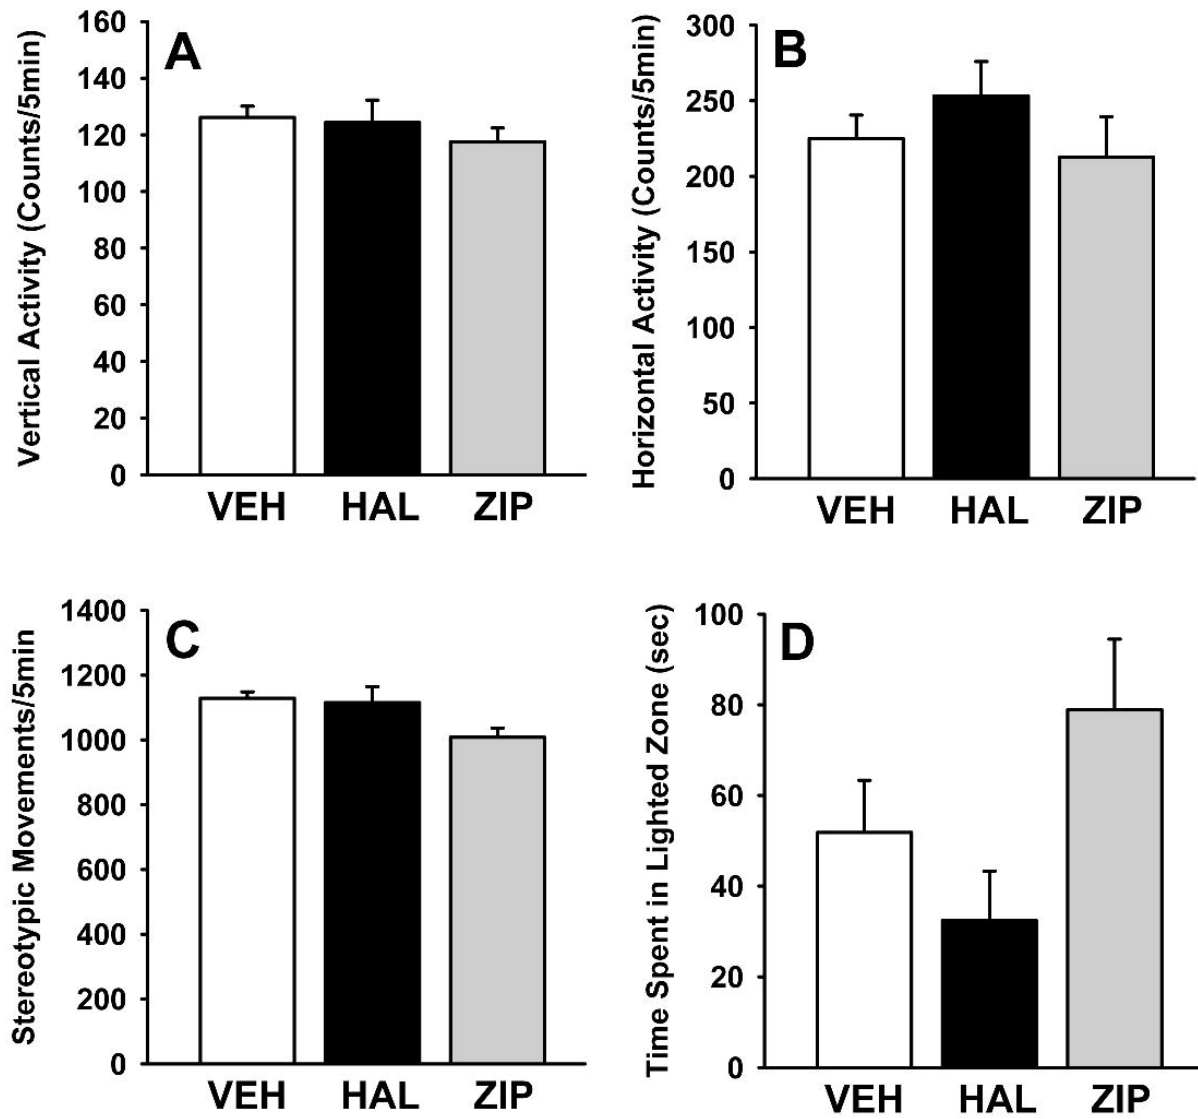 A
Vertical Activity (Counts/5min)
160
140
120
100
80
60
40
20
0
VEH HAL ZIP
B
Horizontal Activity (Counts/5min)
300
250
200
150
100
50
0
VEH HAL ZIP
C
Stereotypic Movements/5min
1400
1200
1000
800
600
400
200
0
VEH HAL ZIP
D
Time Spent in Lighted Zone (sec)
100
80
60
40
20
0
VEH HAL ZIP